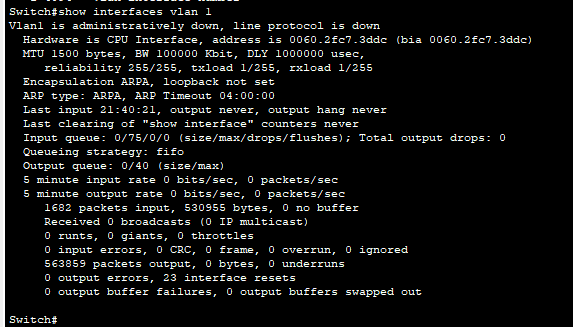 Switch#show interfaces vlan 1
Vlan1 is administratively down, line protocol is down
Hardware is CPU Interface, address is 0060.2fc7.3ddc (bia 0060.2fc7.3ddc)
MTU 1500 bytes, BW 100000 Kbit, DLY 1000000 usec,
reliability 255/255, txload 1/255, rxload 1/255
Encapsulation ARPA, loopback not set
ARP type: ARPA, ARP Timeout 04:00:00
Last input 21:40:21, output never, output hang never
Last clearing of "show interface" counters never
Input queue: 0/75/0/0 (size/max/drops/flushes); Total output drops: 0
Queueing strategy: fifo
Output queue: 0/40 (size/max)
5 minute input rate 0 bits/sec, 0 packets/sec
5 minute output rate 0 bits/sec, 0 packets/sec
1682 packets input, 530955 bytes, 0 no buffer
Received 0 broadcasts (0 IP multicast)
0 runts, 0 giants, 0 throttles
0 input errors, 0 CRC, 0 frame, 0 overrun, 0 ignored
563859 packets output, 0 bytes, 0 underruns
0 output errors, 23 interface resets
0 output buffer failures, 0 output buffers swapped out
Switch#